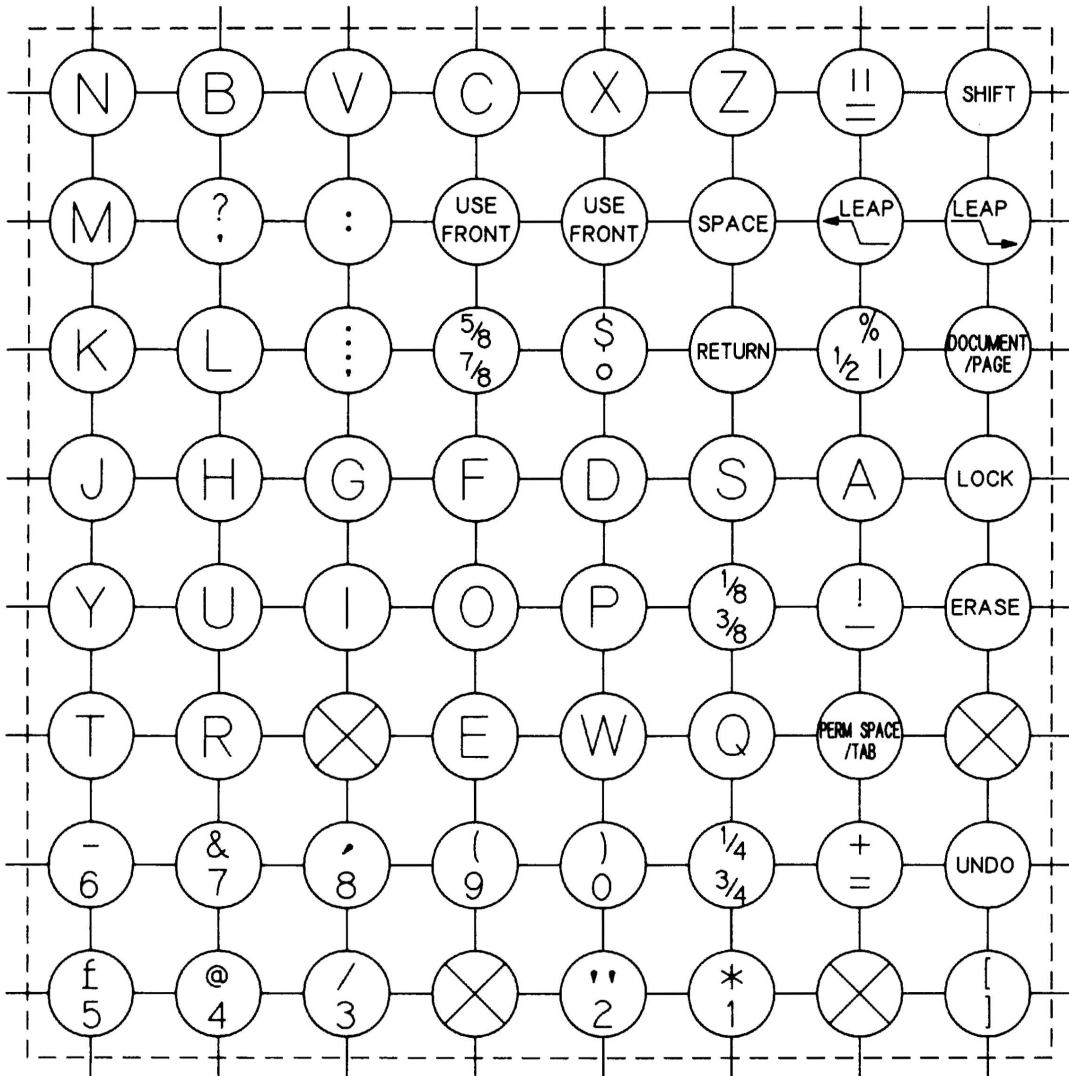 N B V C X Z " = SHIFT
M ? , : USE FRONT USE FRONT SPACE LEAP LEAP
K L : ; 5/8 7/8 $ o RETURN % 1/2 | DOCUMENT /PAGE
J H G F D S A LOCK
Y U I O P 1/8 3/8 ! _ ERASE
T R E W Q PERM SPACE /TAB
- 6 & 7 ' 8 ( 9 ) 0 1/4 3/4 + = UNDO
£ 5 @ 4 / 3 " 2 * 1 [ ]